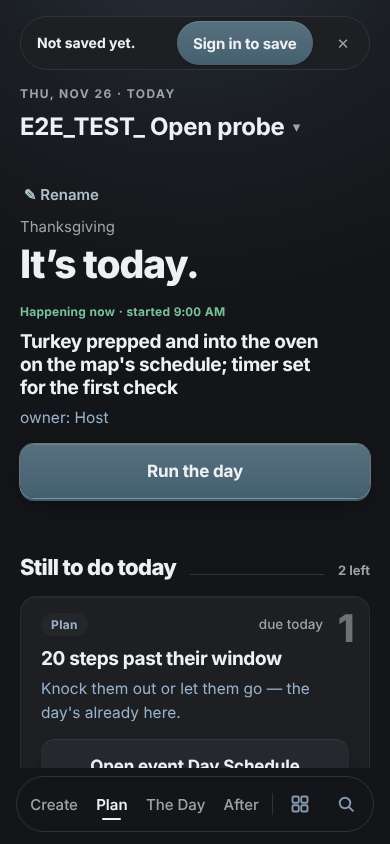 Not saved yet.
Sign in to save
×
THU, NOV 26 · TODAY
E2E_TEST_ Open probe ▾
✎ Rename
Thanksgiving
It’s today.
Happening now · started 9:00 AM
Turkey prepped and into the oven
on the map's schedule; timer set
for the first check
owner: Host
Run the day
Still to do today
2 left
Plan
due today
1
20 steps past their window
Knock them out or let them go — the
day's already here.
Open event Day Schedule
Create
Plan
The Day
After